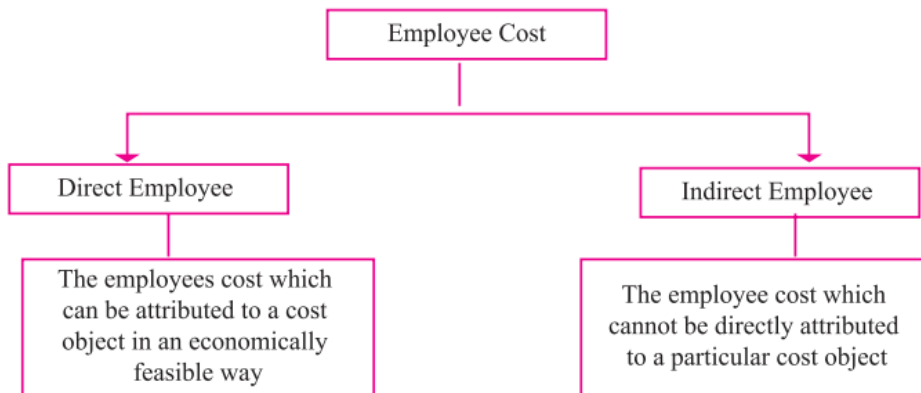 Employee Cost
Direct Employee
Indirect Employee
The employees cost which
can be attributed to a cost
object in an economically
feasible way
The employee cost which
cannot be directly attributed
to a particular cost object